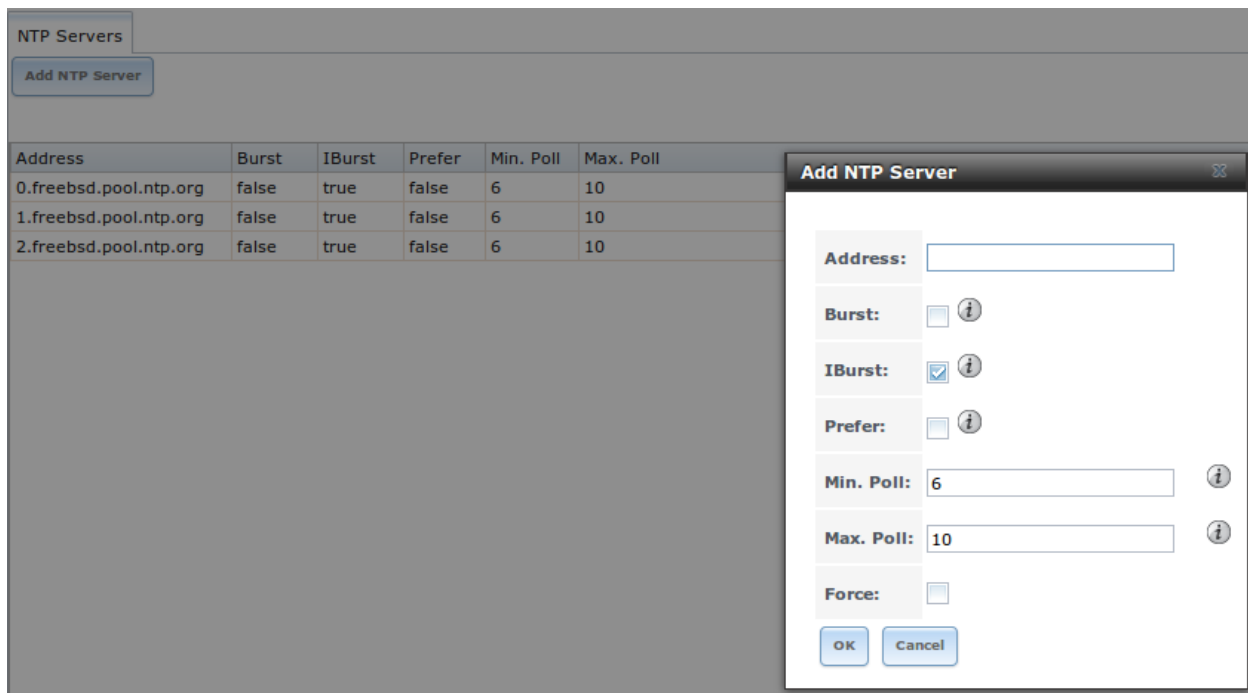 NTP Servers
Add NTP Server
Address Burst IBurst Prefer Min. Poll Max. Poll
0.freebsd.pool.ntp.org false true false 6 10
1.freebsd.pool.ntp.org false true false 6 10
2.freebsd.pool.ntp.org false true false 6 10
Add NTP Server
Address:
Burst: i
IBurst: i
Prefer: i
Min. Poll: 6 i
Max. Poll: 10 i
Force:
OK Cancel